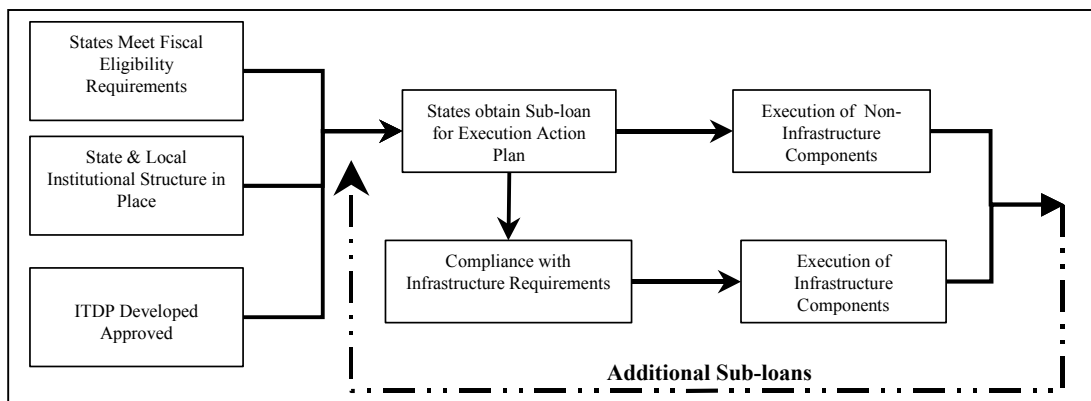 States Meet Fiscal
Eligibility
Requirements
State & Local
Institutional Structure in
Place
ITDP Developed
Approved
States obtain Sub-loan
for Execution Action
Plan
Compliance with
Infrastructure Requirements
Execution of Non-
Infrastructure
Components
Execution of
Infrastructure
Components
Additional Sub-loans